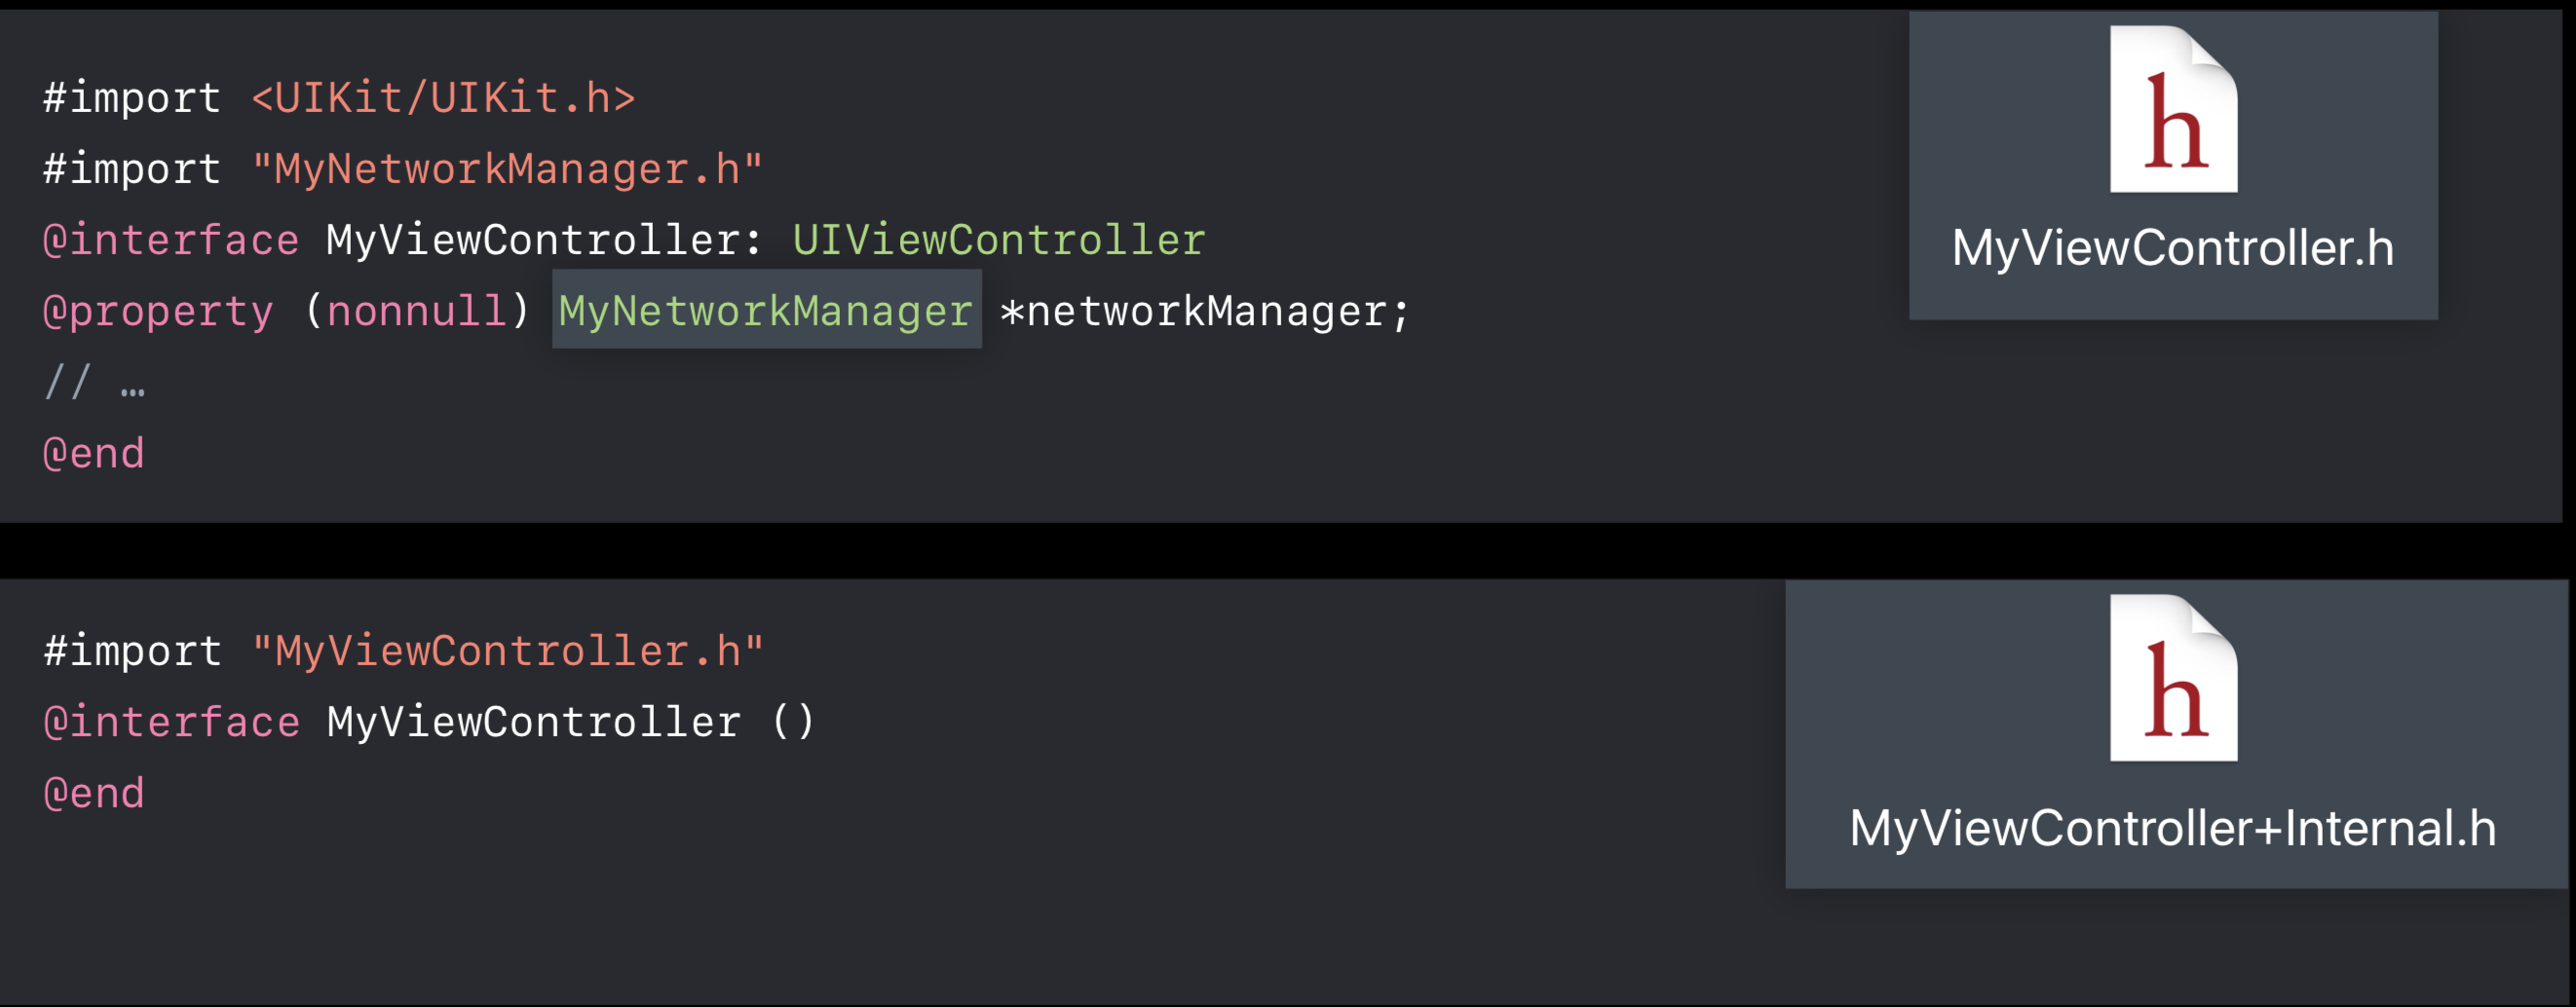 #import <UIKit/UIKit.h>
#import "MyNetworkManager.h"
@interface MyViewController: UIViewController
@property (nonnull) MyNetworkManager *networkManager;
// …
@end
h
MyViewController.h
#import "MyViewController.h"
@interface MyViewController ()
@end
h
MyViewController+Internal.h